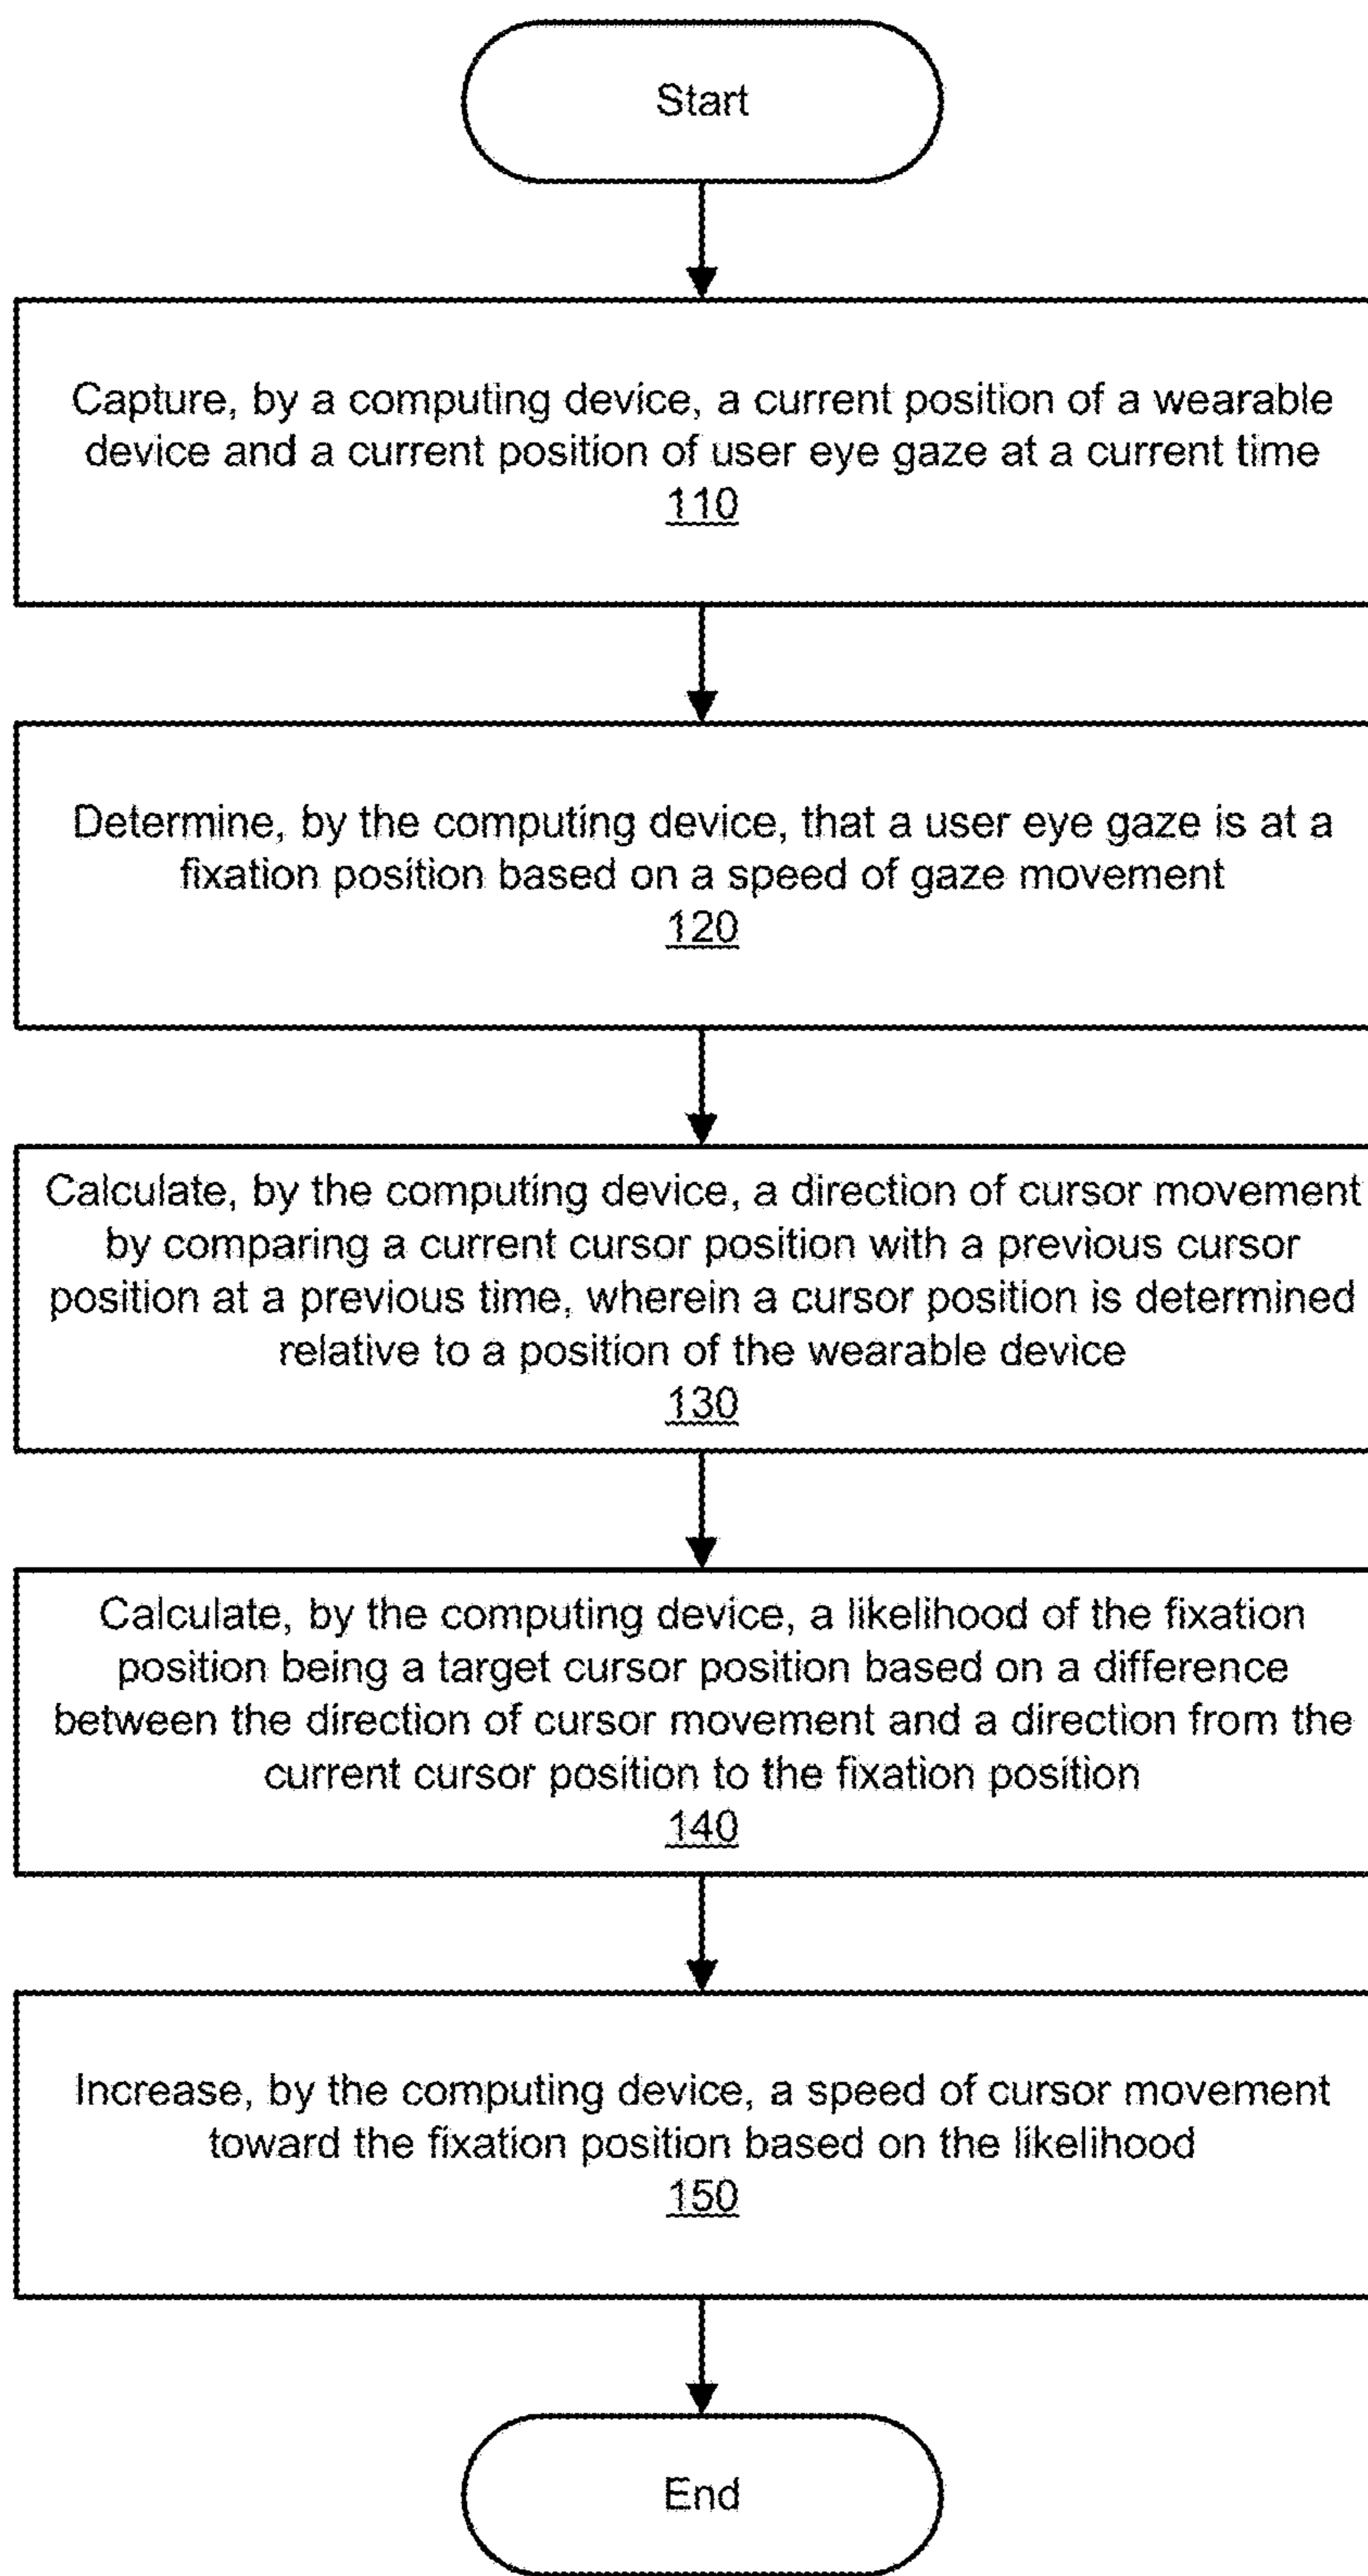 Start
Capture, by a computing device, a current position of a wearable
device and a current position of user eye gaze at a current time
110
Determine, by the computing device, that a user eye gaze is at a
fixation position based on a speed of gaze movement
120
Calculate, by the computing device, a direction of cursor movement
by comparing a current cursor position with a previous cursor
position at a previous time, wherein a cursor position is determined
relative to a position of the wearable device
130
Calculate, by the computing device, a likelihood of the fixation
position being a target cursor position based on a difference
between the direction of cursor movement and a direction from the
current cursor position to the fixation position
140
Increase, by the computing device, a speed of cursor movement
toward the fixation position based on the likelihood
150
End